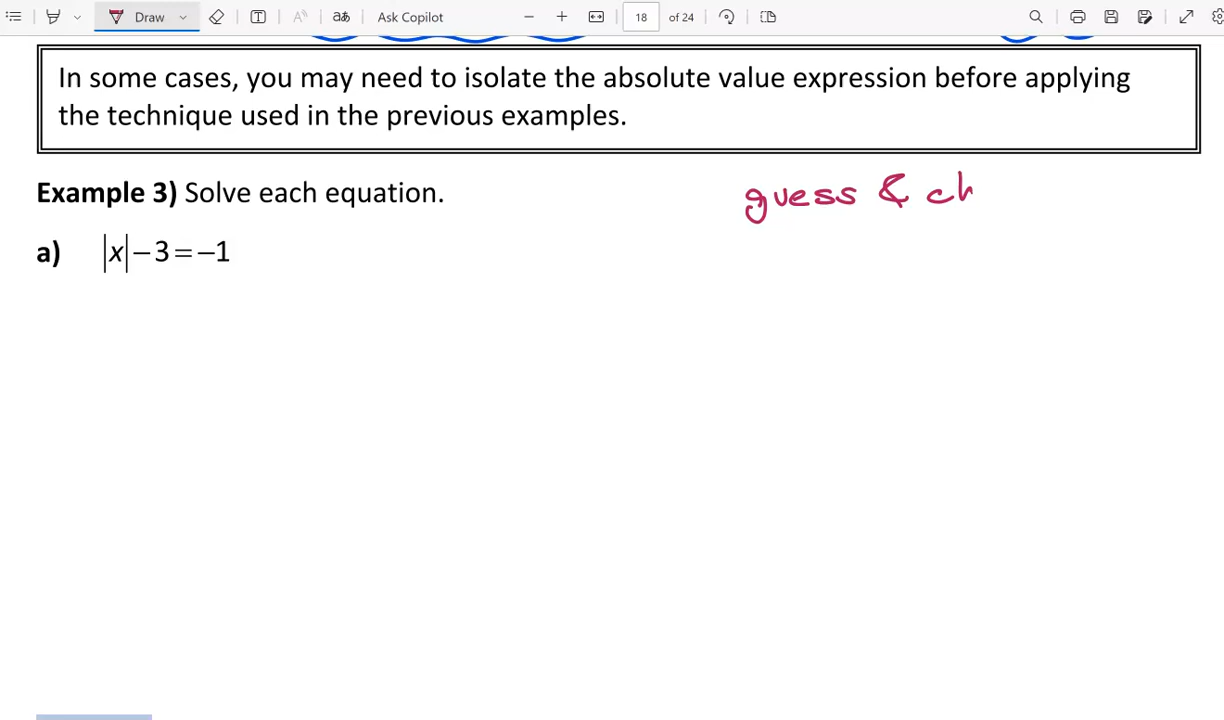 Draw
Ask Copilot
18 of 24
In some cases, you may need to isolate the absolute value expression before applying
the technique used in the previous examples.
Example 3) Solve each equation.
guess & ch
a) |x| − 3 = −1